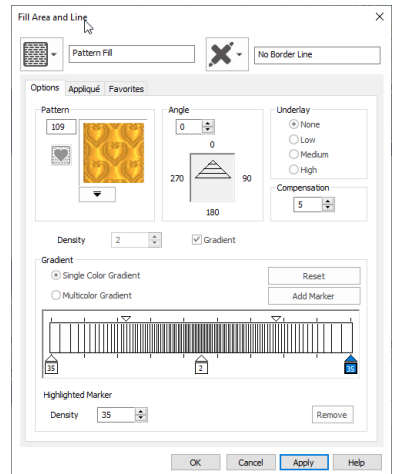 Fill Area and Line
Pattern Fill
No Border Line
Options Appliqué Favorites
Pattern
109
Angle
0
0
270 90
180
Underlay
None
Low
Medium
High
Compensation
5
Density 2 Gradient
Gradient
Single Color Gradient
Reset
Multicolor Gradient
Add Marker
35 2 35
Highlighted Marker
Density 35
Remove
OK Cancel Apply Help